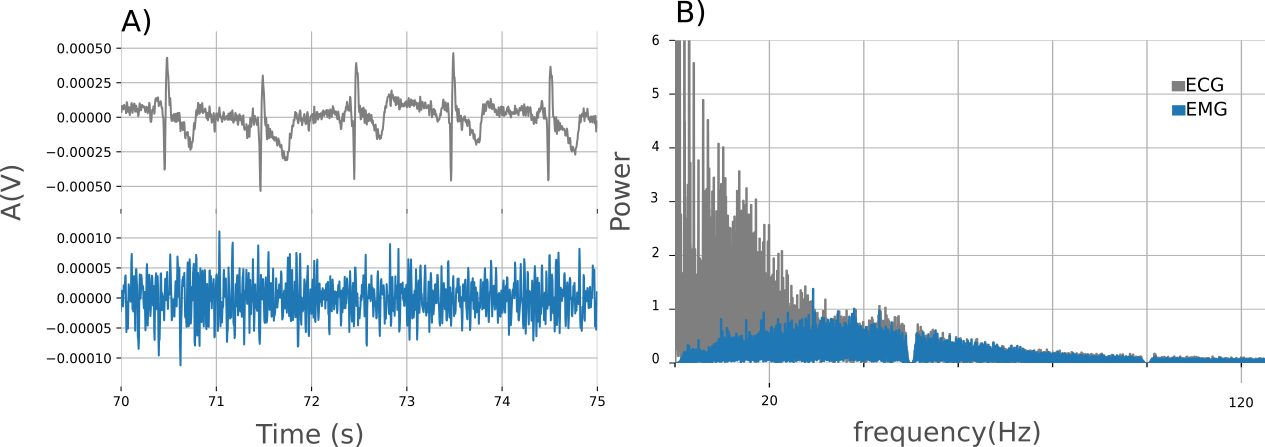 A)
0.00050
0.00025
0.00000
−0.00025
−0.00050
A(V)
0.00010
0.00005
0.00000
−0.00005
−0.00010
70 71 72 73 74 75
Time (s)
B)
6
5
4
3
2
1
0
Power
ECG
EMG
20 120
frequency(Hz)